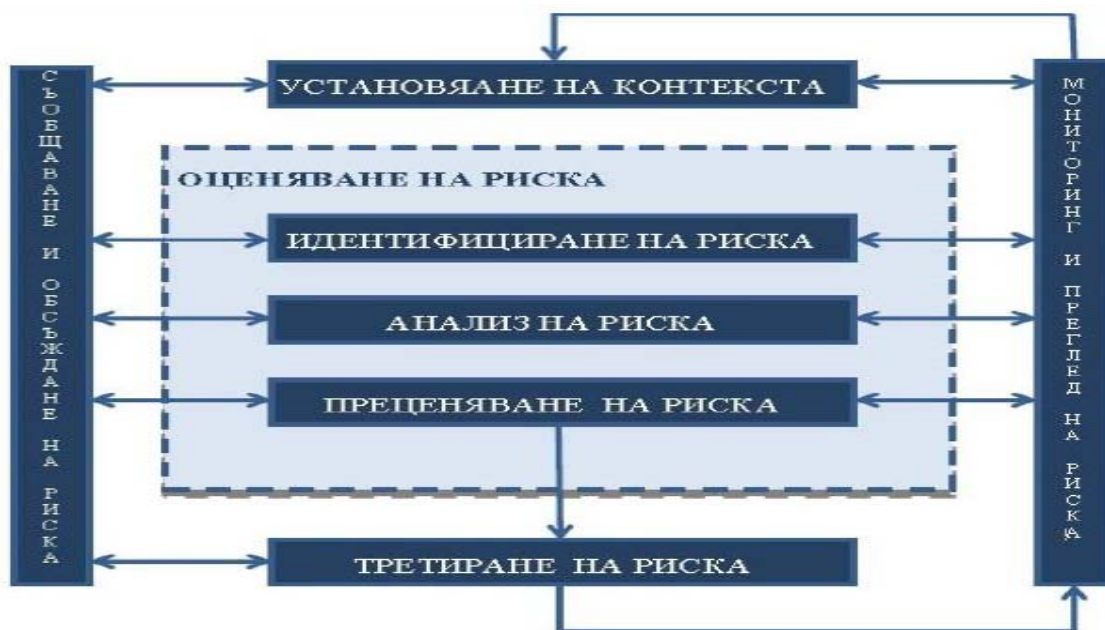 СЪОБЩАВАНЕ И ОБСЪЖДАНЕ НА РИСКА
УСТАНОВЯАНЕ НА КОНТЕКСТА
ОЦЕНЯВАНЕ НА РИСКА
ИДЕНТИФИЦИРАНЕ НА РИСКА
АНАЛИЗ НА РИСКА
ПРЕЦЕНЯВАНЕ НА РИСКА
ТРЕТИРАНЕ НА РИСКА
МОНИТОРИНГ И ПРЕГЛЕД НА РИСКА